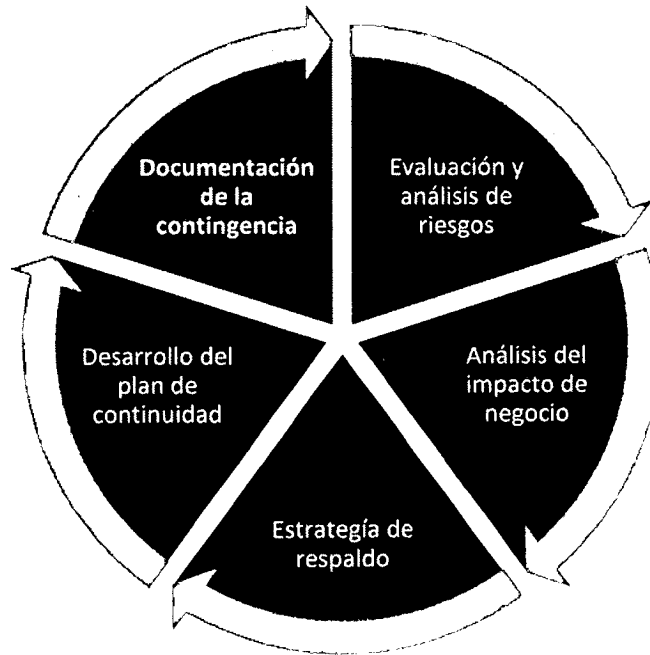 Documentación
de la
contingencia
Evaluación y
análisis de
riesgos
Análisis del
impacto de
negocio
Estrategía de
respaldo
Desarrollo del
plan de
continuidad